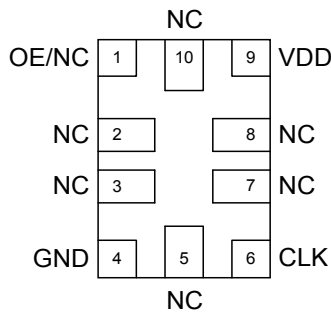 NC
OE/NC 1 10 9 VDD
NC 2 8 NC
NC 3 7 NC
GND 4 5 6 CLK
NC